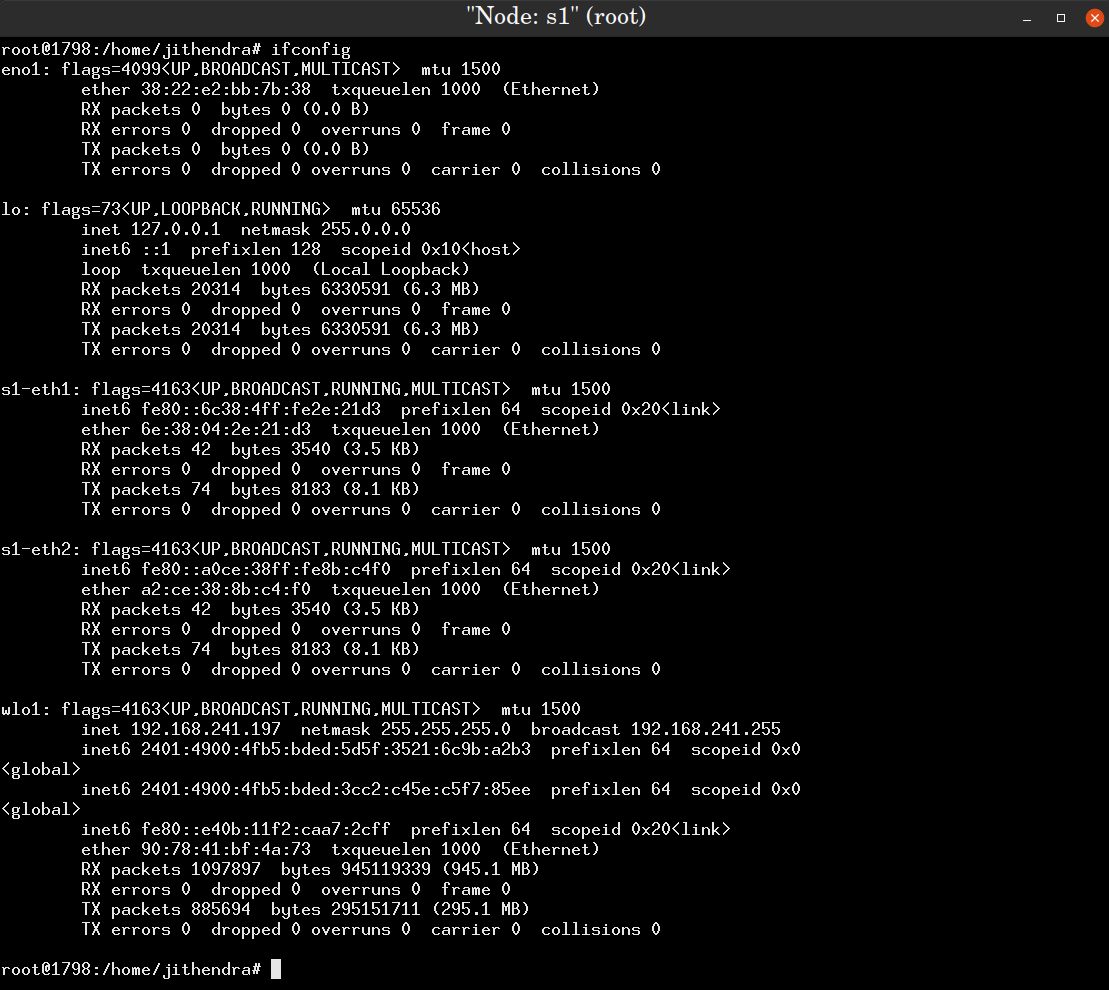 "Node: s1" (root)
root@1798:/home/jithendra# ifconfig
eno1: flags=4099<UP,BROADCAST,MULTICAST>  mtu 1500
        ether 38:22:e2:bb:7b:38  txqueuelen 1000  (Ethernet)
        RX packets 0  bytes 0 (0.0 B)
        RX errors 0  dropped 0  overruns 0  frame 0
        TX packets 0  bytes 0 (0.0 B)
        TX errors 0  dropped 0 overruns 0  carrier 0  collisions 0

lo: flags=73<UP,LOOPBACK,RUNNING>  mtu 65536
        inet 127.0.0.1  netmask 255.0.0.0
        inet6 ::1  prefixlen 128  scopeid 0x10<host>
        loop  txqueuelen 1000  (Local Loopback)
        RX packets 20314  bytes 6330591 (6.3 MB)
        RX errors 0  dropped 0  overruns 0  frame 0
        TX packets 20314  bytes 6330591 (6.3 MB)
        TX errors 0  dropped 0 overruns 0  carrier 0  collisions 0

s1-eth1: flags=4163<UP,BROADCAST,RUNNING,MULTICAST>  mtu 1500
        inet6 fe80::6c38:4ff:fe2e:21d3  prefixlen 64  scopeid 0x20<link>
        ether 6e:38:04:2e:21:d3  txqueuelen 1000  (Ethernet)
        RX packets 42  bytes 3540 (3.5 KB)
        RX errors 0  dropped 0  overruns 0  frame 0
        TX packets 74  bytes 8183 (8.1 KB)
        TX errors 0  dropped 0 overruns 0  carrier 0  collisions 0

s1-eth2: flags=4163<UP,BROADCAST,RUNNING,MULTICAST>  mtu 1500
        inet6 fe80::a0ce:38ff:fe8b:c4f0  prefixlen 64  scopeid 0x20<link>
        ether a2:ce:38:8b:c4:f0  txqueuelen 1000  (Ethernet)
        RX packets 42  bytes 3540 (3.5 KB)
        RX errors 0  dropped 0  overruns 0  frame 0
        TX packets 74  bytes 8183 (8.1 KB)
        TX errors 0  dropped 0 overruns 0  carrier 0  collisions 0

wlo1: flags=4163<UP,BROADCAST,RUNNING,MULTICAST>  mtu 1500
        inet 192.168.241.197  netmask 255.255.255.0  broadcast 192.168.241.255
        inet6 2401:4900:4fb5:bded:5d5f:3521:6c9b:a2b3  prefixlen 64  scopeid 0x0
<global>
        inet6 2401:4900:4fb5:bded:3cc2:c45e:c5f7:85ee  prefixlen 64  scopeid 0x0
<global>
        inet6 fe80::e40b:11f2:caa7:2cff  prefixlen 64  scopeid 0x20<link>
        ether 90:78:41:bf:4a:73  txqueuelen 1000  (Ethernet)
        RX packets 1097897  bytes 945119339 (945.1 MB)
        RX errors 0  dropped 0  overruns 0  frame 0
        TX packets 885694  bytes 295151711 (295.1 MB)
        TX errors 0  dropped 0 overruns 0  carrier 0  collisions 0

root@1798:/home/jithendra#